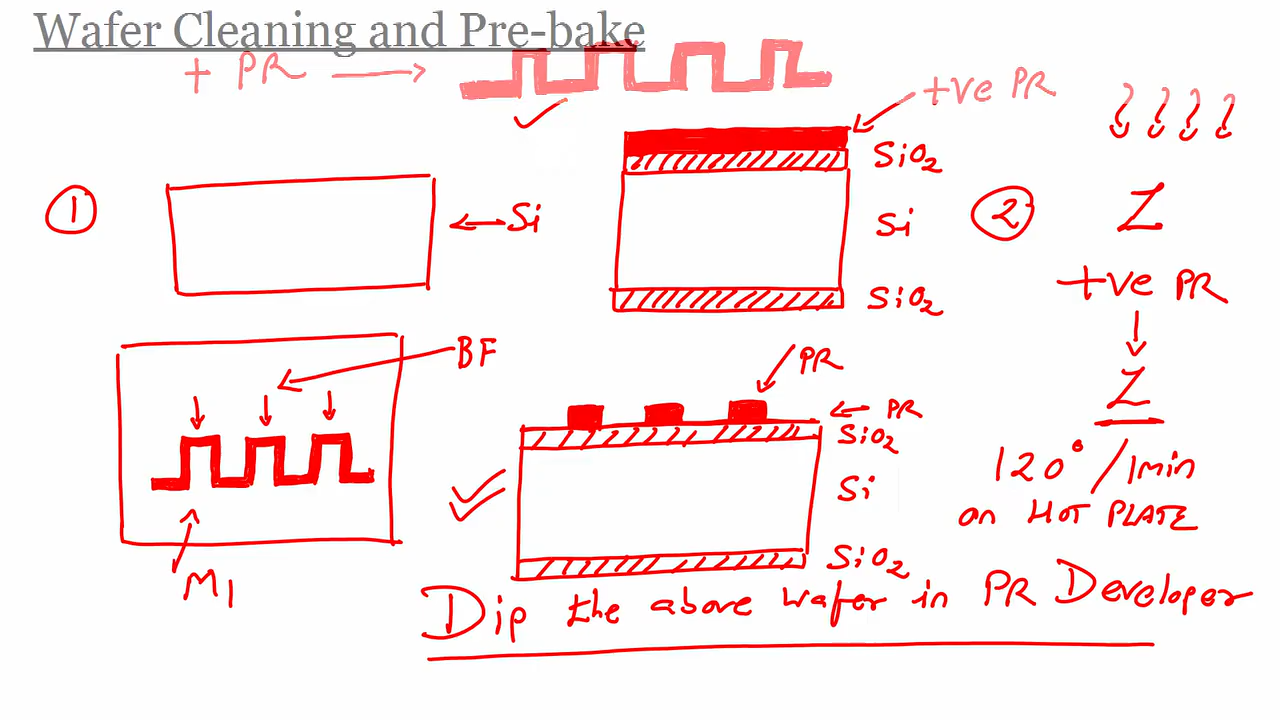 Wafer Cleaning and Pre-bake
+ PR
+ve PR
SiO2
1
Si
Si
2
Z
+ve PR
SiO2
BF
PR
Z
PR
SiO2
120°/1min
Si
on HOT PLATE
SiO2
M1
Dip the above wafer in PR Developer